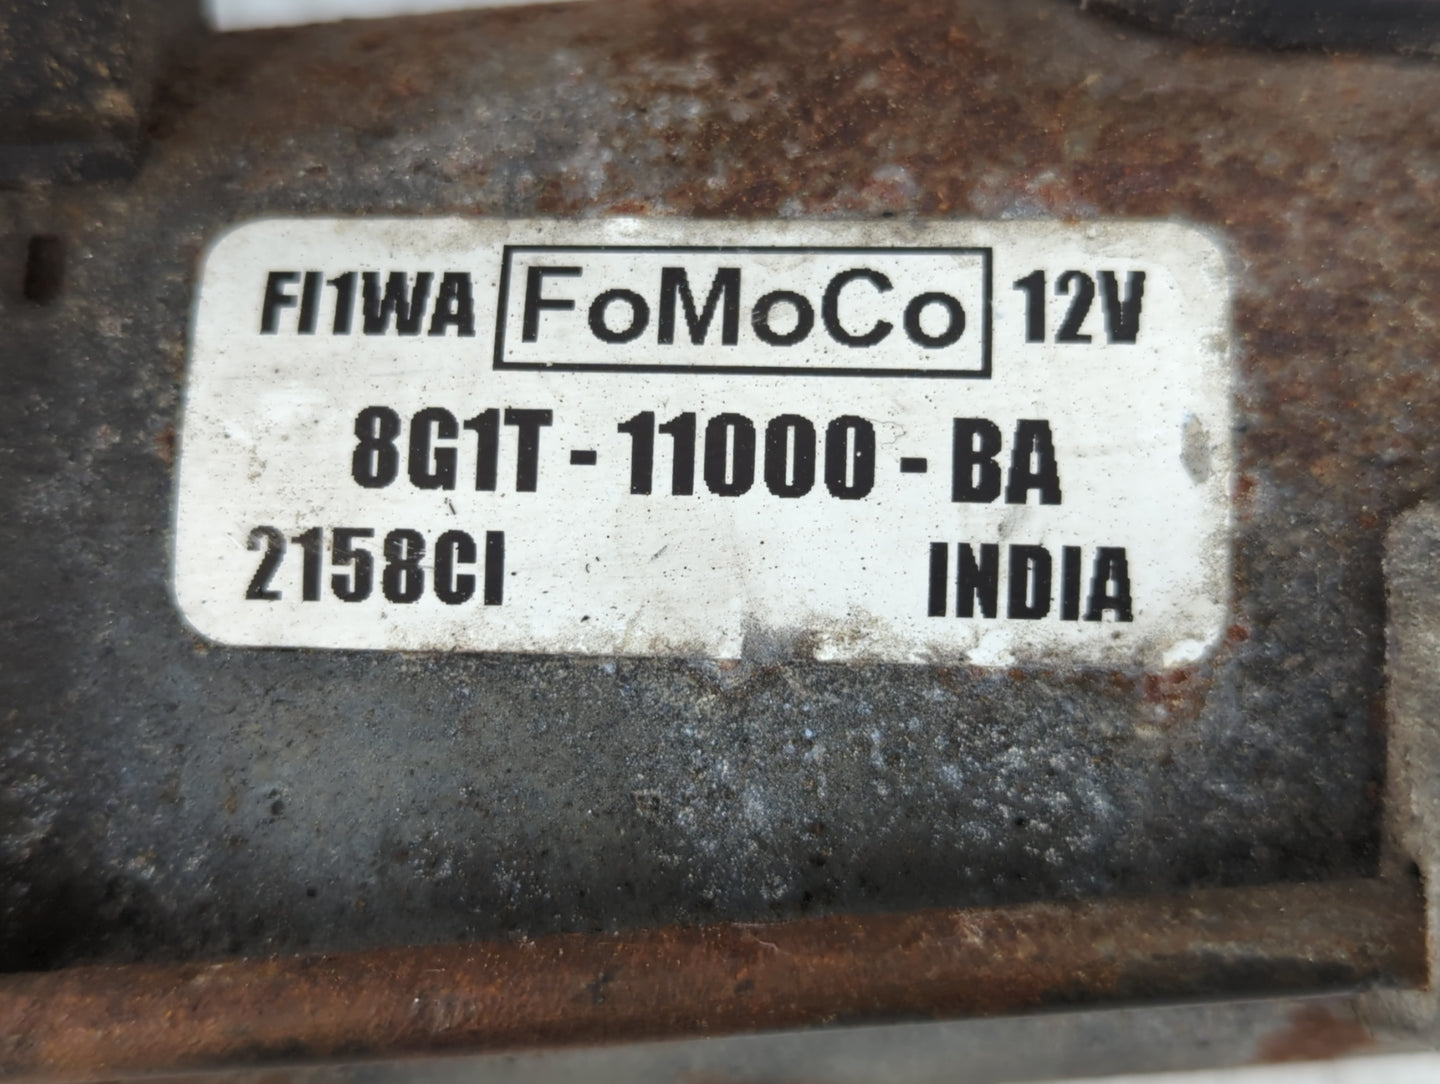 FI1WA FoMoCo 12V
8G1T - 11000 - BA
2158CI INDIA